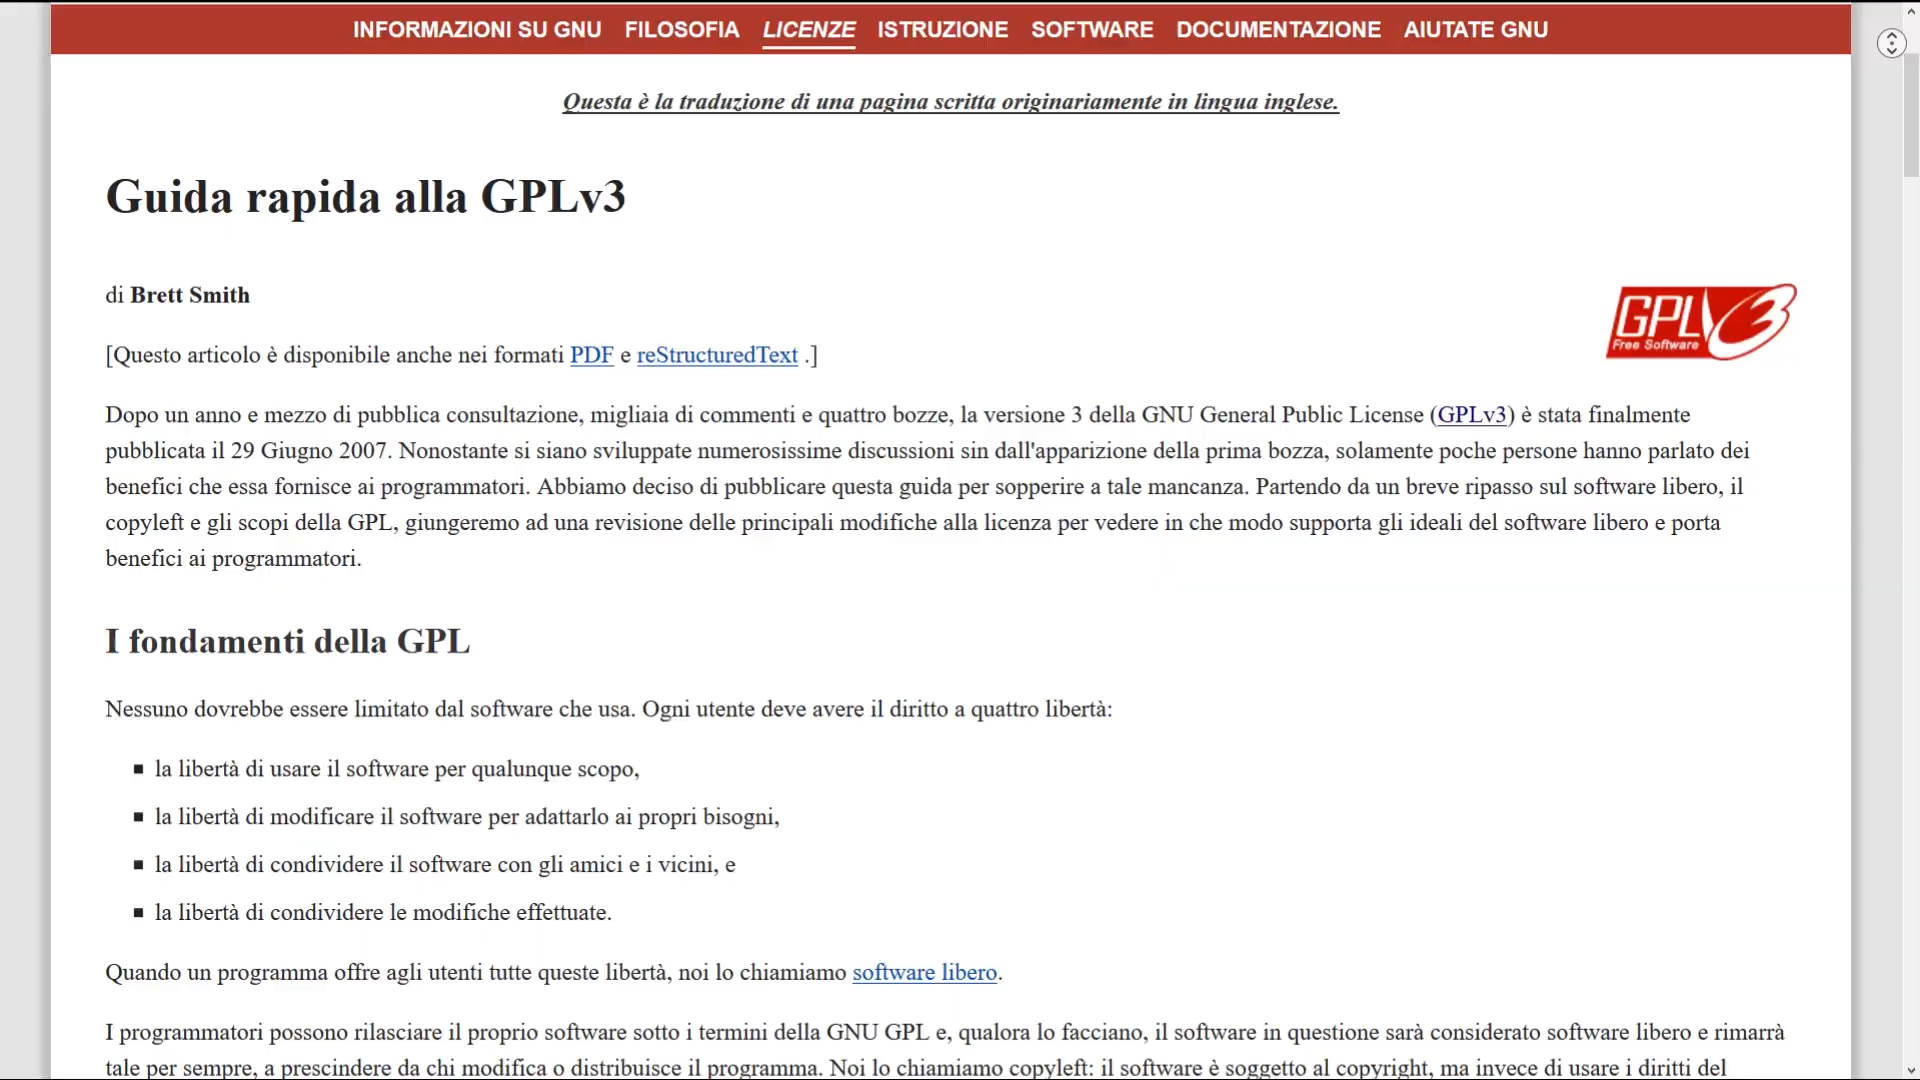 INFORMAZIONI SU GNU FILOSOFIA LICENZE ISTRUZIONE SOFTWARE DOCUMENTAZIONE AIUTATE GNU
Questa è la traduzione di una pagina scritta originariamente in lingua inglese.
Guida rapida alla GPLv3
di Brett Smith
GPLv3
Free Software
[Questo articolo è disponibile anche nei formati PDF e reStructuredText .]
Dopo un anno e mezzo di pubblica consultazione, migliaia di commenti e quattro bozze, la versione 3 della GNU General Public License (GPLv3) è stata finalmente
pubblicata il 29 Giugno 2007. Nonostante si siano sviluppate numerosissime discussioni sin dall'apparizione della prima bozza, solamente poche persone hanno parlato dei
benefici che essa fornisce ai programmatori. Abbiamo deciso di pubblicare questa guida per sopperire a tale mancanza. Partendo da un breve ripasso sul software libero, il
copyleft e gli scopi della GPL, giungeremo ad una revisione delle principali modifiche alla licenza per vedere in che modo supporta gli ideali del software libero e porta
benefici ai programmatori.
I fondamenti della GPL
Nessuno dovrebbe essere limitato dal software che usa. Ogni utente deve avere il diritto a quattro libertà:
la libertà di usare il software per qualunque scopo,
la libertà di modificare il software per adattarlo ai propri bisogni,
la libertà di condividere il software con gli amici e i vicini, e
la libertà di condividere le modifiche effettuate.
Quando un programma offre agli utenti tutte queste libertà, noi lo chiamiamo software libero.
I programmatori possono rilasciare il proprio software sotto i termini della GNU GPL e, qualora lo facciano, il software in questione sarà considerato software libero e rimarrà
tale per sempre, a prescindere da chi modifica o distribuisce il programma. Noi lo chiamiamo copyleft: il software è soggetto al copyright, ma invece di usare i diritti del